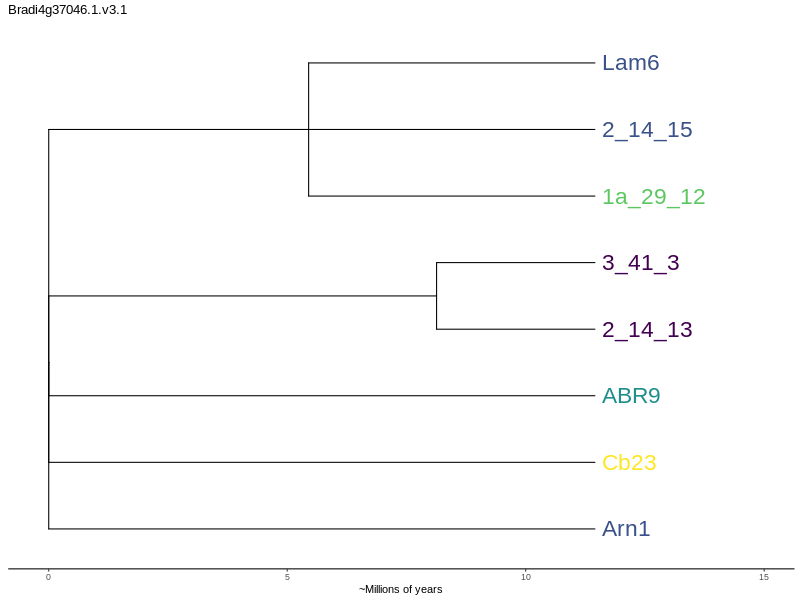 Bradi4g37046.1.v3.1
Lam6
2_14_15
1a_29_12
3_41_3
2_14_13
ABR9
Cb23
Arn1
0 5 10 15
~Millions of years